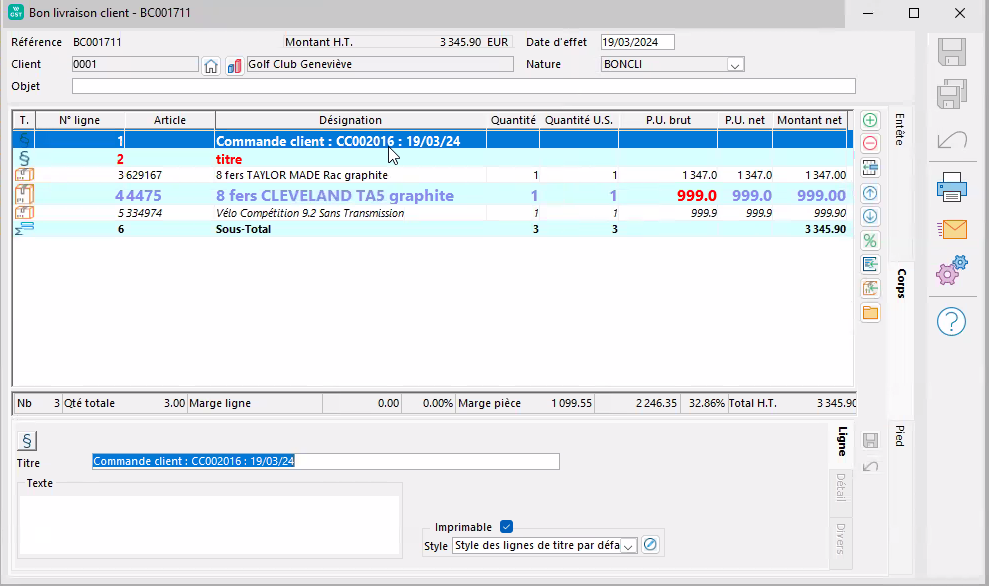 Bon livraison client - BC001711
Référence BC001711 Montant H.T. 3 345.90 EUR Date d'effet 19/03/2024
Client 0001 Golf Club Geneviève Nature BONCLI
Objet
T. N° ligne Article Désignation Quantité Quantité U.S. P.U. brut P.U. net Montant net
§ 1 Commande client : CC002016 : 19/03/24
§ 2 titre
3 629167 8 fers TAYLOR MADE Rac graphite 1 1 1 347.0 1 347.0 1 347.00
4 4475 8 fers CLEVELAND TA5 graphite 1 1 999.0 999.0 999.00
5 334974 Vélo Compétition 9.2 Sans Transmission 1 1 999.9 999.9 999.90
6 Sous-Total 3 3 3 345.90
Nb 3 Qté totale 3.00 Marge ligne 0.00 0.00% Marge pièce 1 099.55 2 246.35 32.86% Total H.T. 3 345.90
Entête
Corps
Pied
§
Titre Commande client : CC002016 : 19/03/24
Texte
Imprimable
Style Style des lignes de titre par défa
Ligne
Détail
Divers